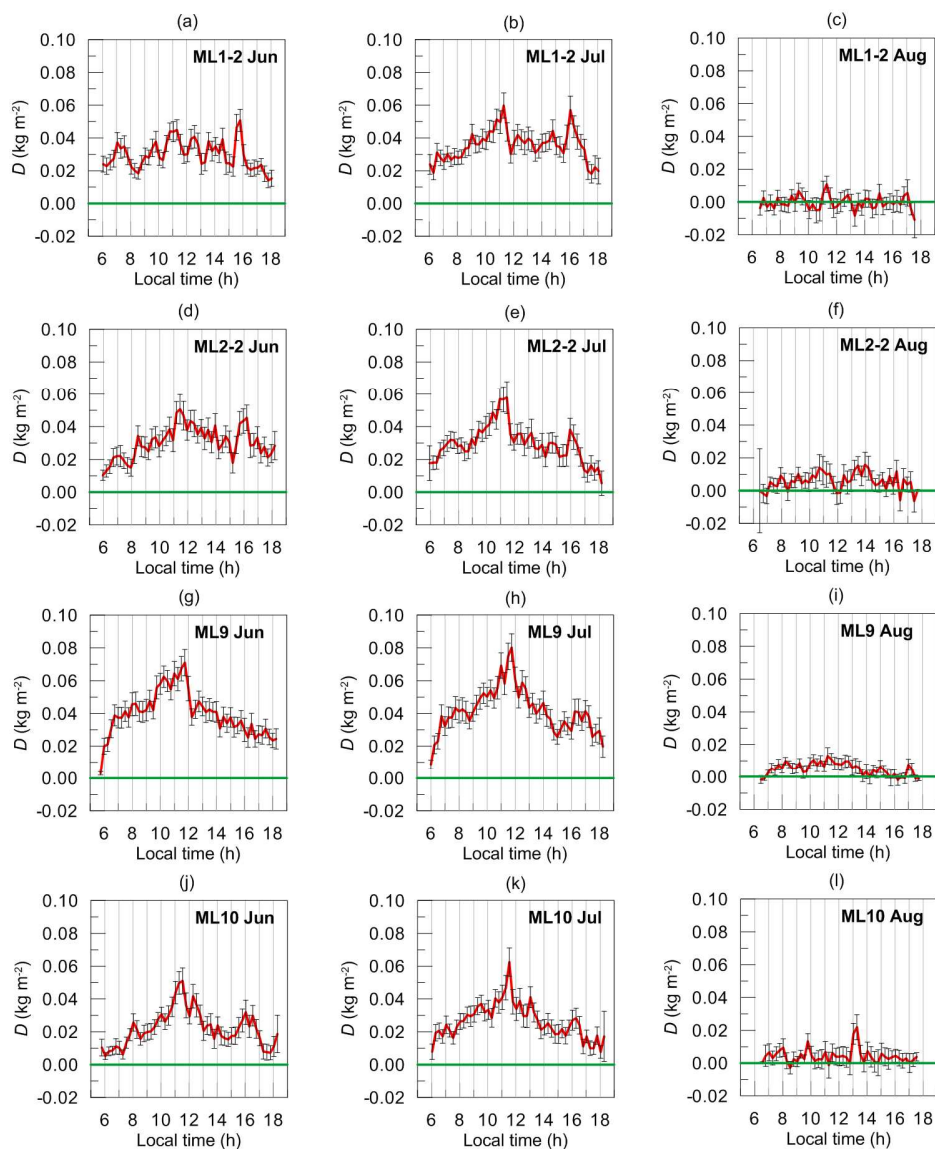 (a)
ML1-2 Jun
0.10
0.08
0.06
0.04
0.02
0.00
-0.02
D (kg m-2)
6 8 10 12 14 16 18
Local time (h)
(b)
ML1-2 Jul
0.10
0.08
0.06
0.04
0.02
0.00
-0.02
D (kg m-2)
6 8 10 12 14 16 18
Local time (h)
(c)
ML1-2 Aug
0.10
0.08
0.06
0.04
0.02
0.00
-0.02
D (kg m-2)
6 8 10 12 14 16 18
Local time (h)
(d)
ML2-2 Jun
0.10
0.08
0.06
0.04
0.02
0.00
-0.02
D (kg m-2)
6 8 10 12 14 16 18
Local time (h)
(e)
ML2-2 Jul
0.10
0.08
0.06
0.04
0.02
0.00
-0.02
D (kg m-2)
6 8 10 12 14 16 18
Local time (h)
(f)
ML2-2 Aug
0.10
0.08
0.06
0.04
0.02
0.00
-0.02
D (kg m-2)
6 8 10 12 14 16 18
Local time (h)
(g)
ML9 Jun
0.10
0.08
0.06
0.04
0.02
0.00
-0.02
D (kg m-2)
6 8 10 12 14 16 18
Local time (h)
(h)
ML9 Jul
0.10
0.08
0.06
0.04
0.02
0.00
-0.02
D (kg m-2)
6 8 10 12 14 16 18
Local time (h)
(i)
ML9 Aug
0.10
0.08
0.06
0.04
0.02
0.00
-0.02
D (kg m-2)
6 8 10 12 14 16 18
Local time (h)
(j)
ML10 Jun
0.10
0.08
0.06
0.04
0.02
0.00
-0.02
D (kg m-2)
6 8 10 12 14 16 18
Local time (h)
(k)
ML10 Jul
0.10
0.08
0.06
0.04
0.02
0.00
-0.02
D (kg m-2)
6 8 10 12 14 16 18
Local time (h)
(l)
ML10 Aug
0.10
0.08
0.06
0.04
0.02
0.00
-0.02
D (kg m-2)
6 8 10 12 14 16 18
Local time (h)